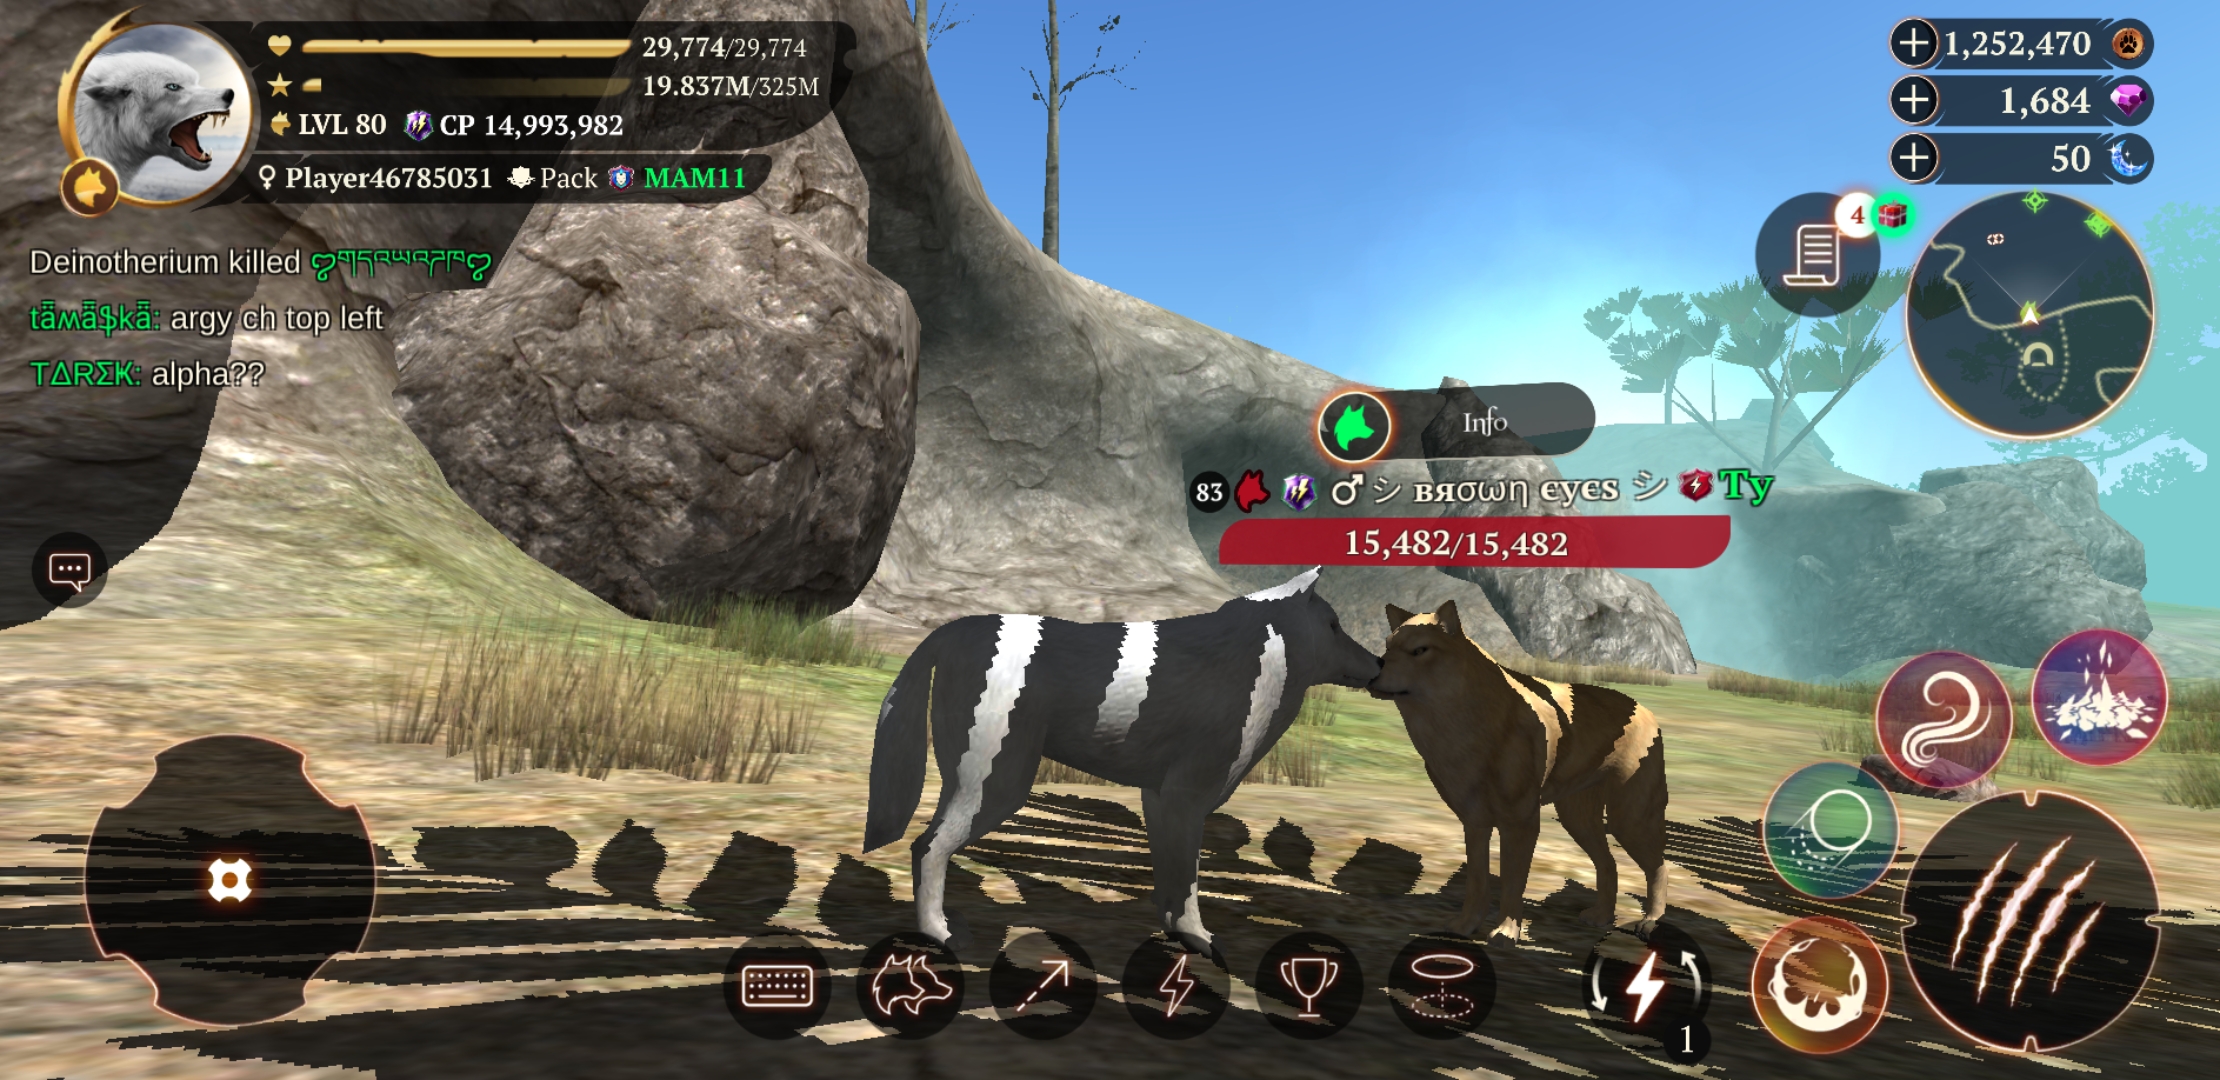 29,774/29,774
19.837M/325M
LVL 80 CP 14,993,982
♀ Player46785031 Pack MAM11
1,252,470
1,684
50
4
Deinotherium killed
tǟʍǟ$kǟ: argy ch top left
TΔRΣK: alpha??
Info
83 ♂ シ вяσωη єуєѕ シ Ty
15,482/15,482
1